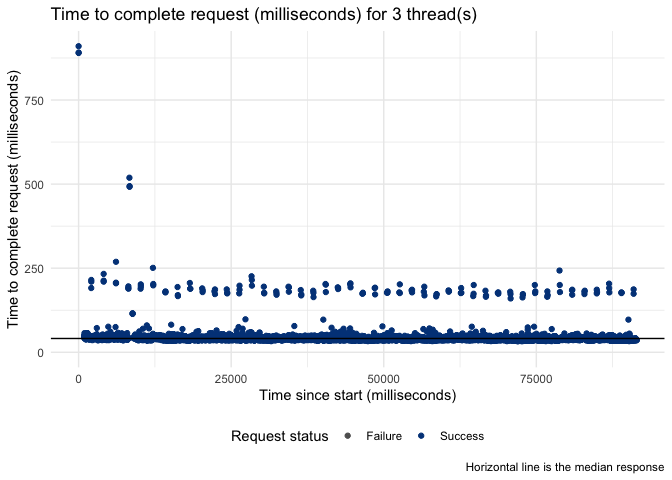 Time to complete request (milliseconds) for 3 thread(s)
Time to complete request (milliseconds)
750
500
250
0
0
25000
50000
75000
Time since start (milliseconds)
Request status
Failure
Success
Horizontal line is the median response